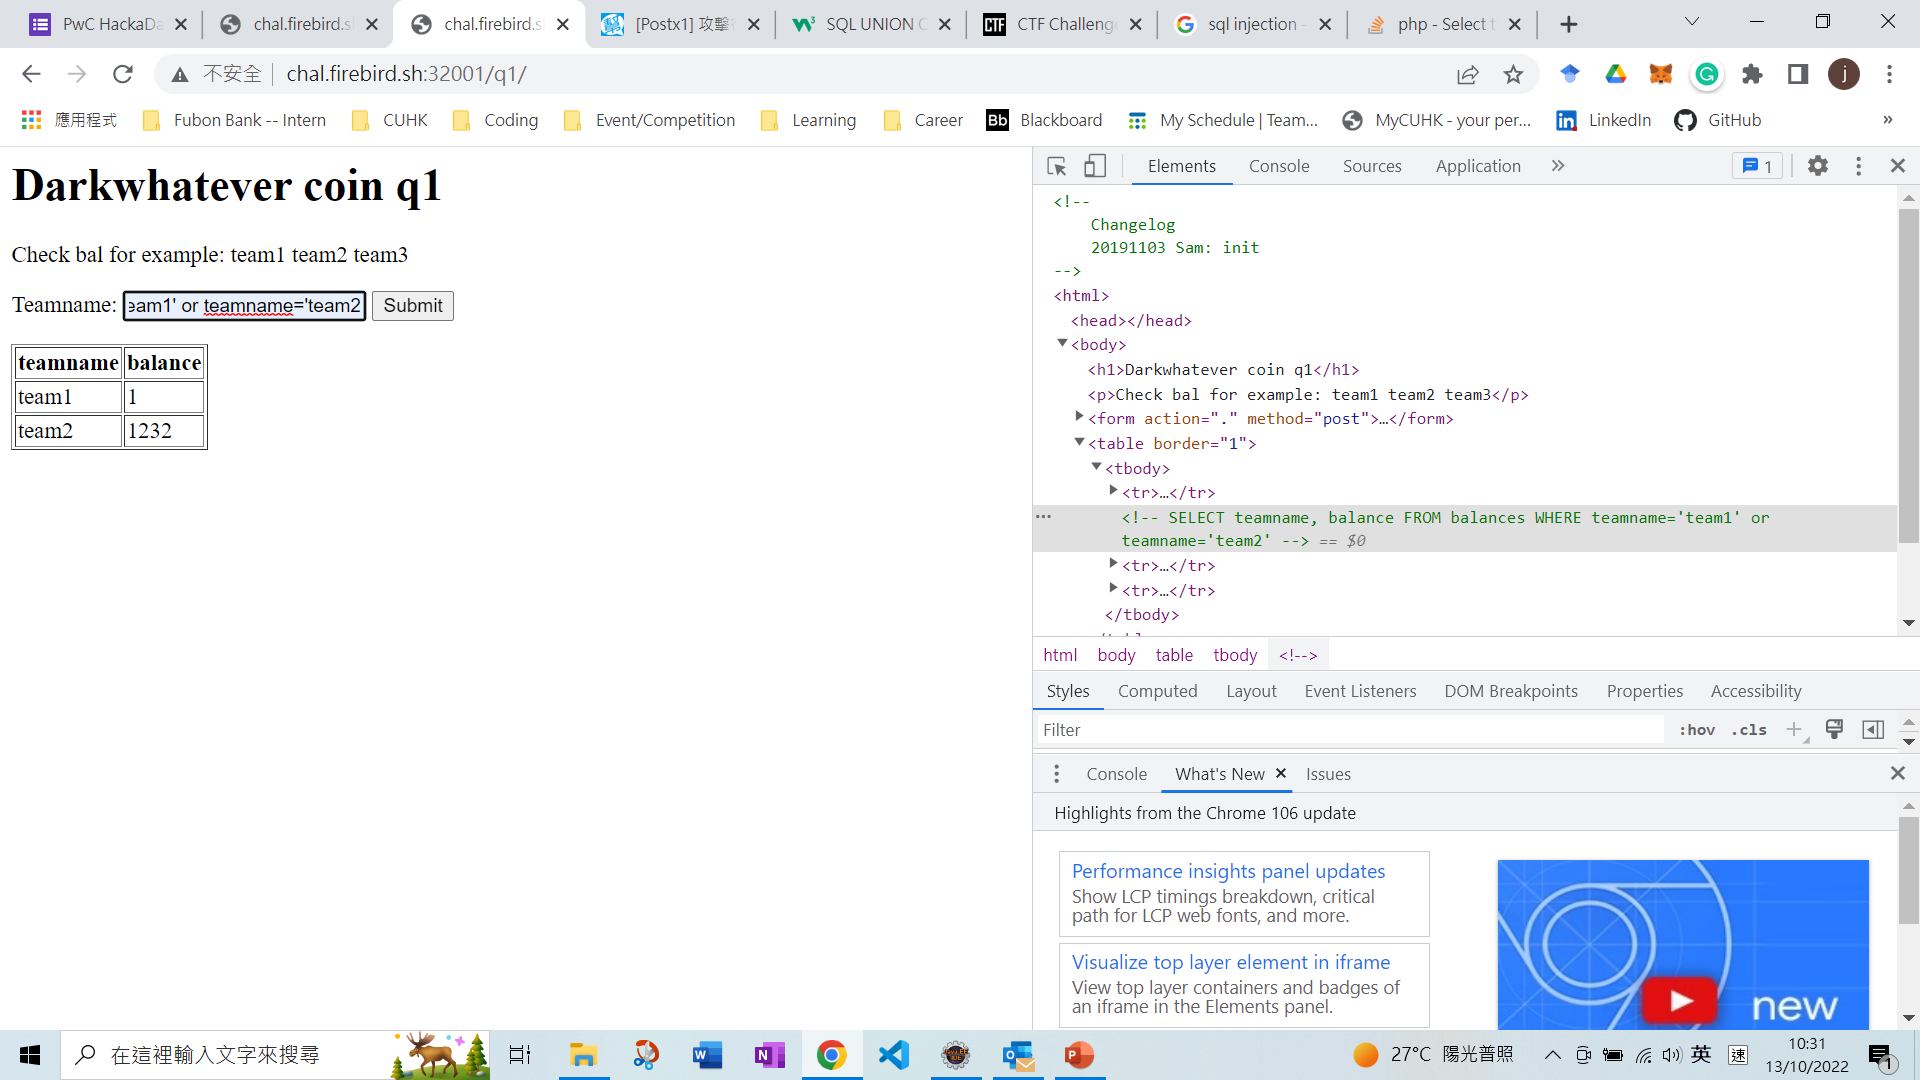 PwC HackaDa
chal.firebird.s
chal.firebird.s
[Postx1] 攻擊
SQL UNION O
CTF Challeng
sql injection -
php - Select t
不安全 chal.firebird.sh:32001/q1/
j
應用程式 Fubon Bank -- Intern CUHK Coding Event/Competition Learning Career Bb Blackboard My Schedule | Team... MyCUHK - your per... LinkedIn GitHub »
Darkwhatever coin q1
Check bal for example: team1 team2 team3
Teamname: eam1' or teamname='team2 Submit
teamname balance
team1 1
team2 1232
Elements Console Sources Application » 1
<!--
Changelog
20191103 Sam: init
-->
<html>
<head></head>
<body>
<h1>Darkwhatever coin q1</h1>
<p>Check bal for example: team1 team2 team3</p>
<form action="." method="post">…</form>
<table border="1">
<tbody>
<tr>…</tr>
<!-- SELECT teamname, balance FROM balances WHERE teamname='team1' or
teamname='team2' --> == $0
<tr>…</tr>
<tr>…</tr>
</tbody>
html body table tbody <!-->
Styles Computed Layout Event Listeners DOM Breakpoints Properties Accessibility
Filter :hov .cls
Console What's New Issues
Highlights from the Chrome 106 update
Performance insights panel updates
Show LCP timings breakdown, critical
path for LCP web fonts, and more.
Visualize top layer element in iframe
View top layer containers and badges of
an iframe in the Elements panel.
new
在這裡輸入文字來搜尋
27°C 陽光普照
英
速
10:31
13/10/2022
1